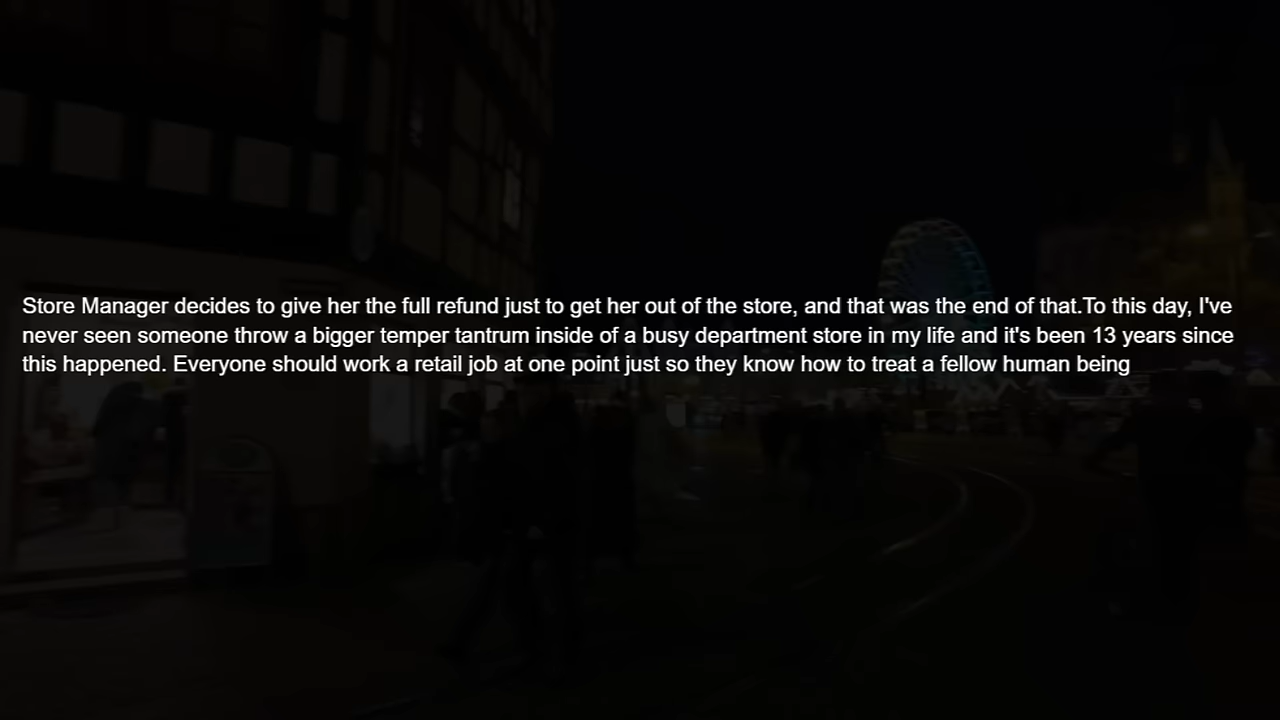 Store Manager decides to give her the full refund just to get her out of the store, and that was the end of that.To this day, I've
never seen someone throw a bigger temper tantrum inside of a busy department store in my life and it's been 13 years since
this happened. Everyone should work a retail job at one point just so they know how to treat a fellow human being